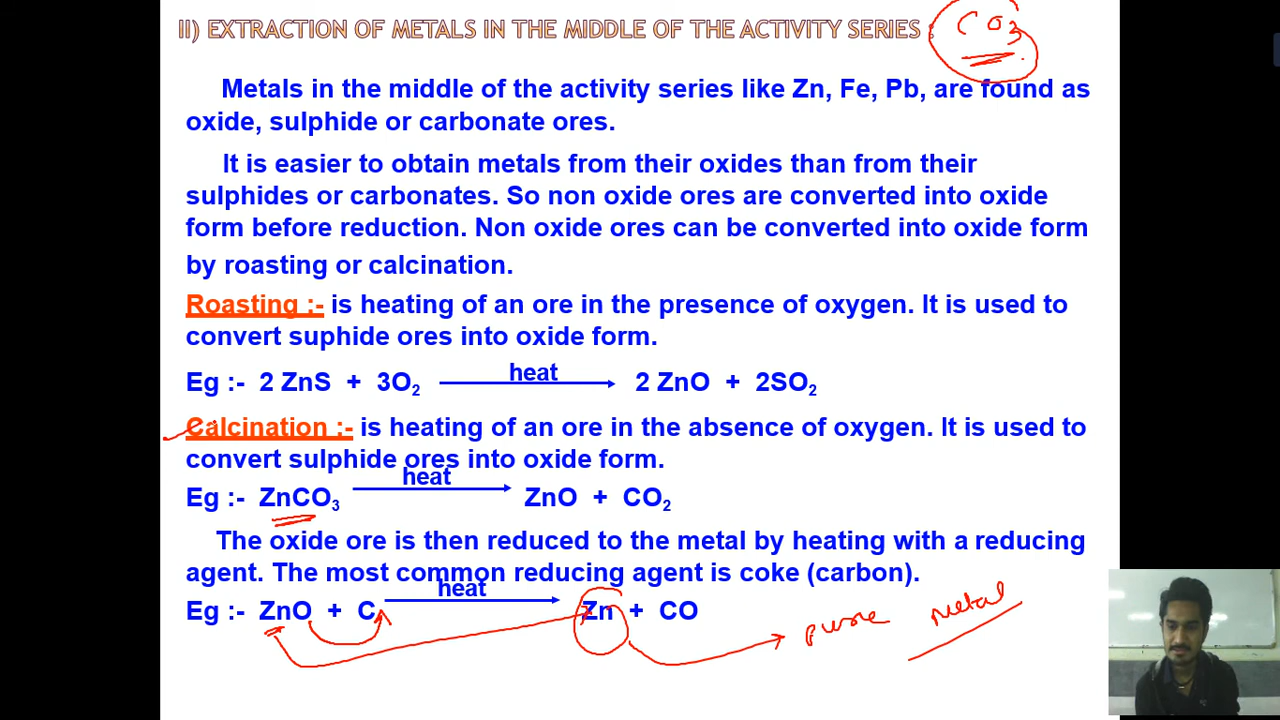 II) EXTRACTION OF METALS IN THE MIDDLE OF THE ACTIVITY SERIES :
CO3
Metals in the middle of the activity series like Zn, Fe, Pb, are found as
oxide, sulphide or carbonate ores.
It is easier to obtain metals from their oxides than from their
sulphides or carbonates. So non oxide ores are converted into oxide
form before reduction. Non oxide ores can be converted into oxide form
by roasting or calcination.
Roasting :- is heating of an ore in the presence of oxygen. It is used to
convert suphide ores into oxide form.
heat
Eg :- 2 ZnS + 3O₂ 2 ZnO + 2SO₂
Calcination :- is heating of an ore in the absence of oxygen. It is used to
convert sulphide ores into oxide form.
heat
Eg :- ZnCO₃ ZnO + CO₂
The oxide ore is then reduced to the metal by heating with a reducing
agent. The most common reducing agent is coke (carbon).
heat
Eg :- ZnO + C Zn + CO
pure metal